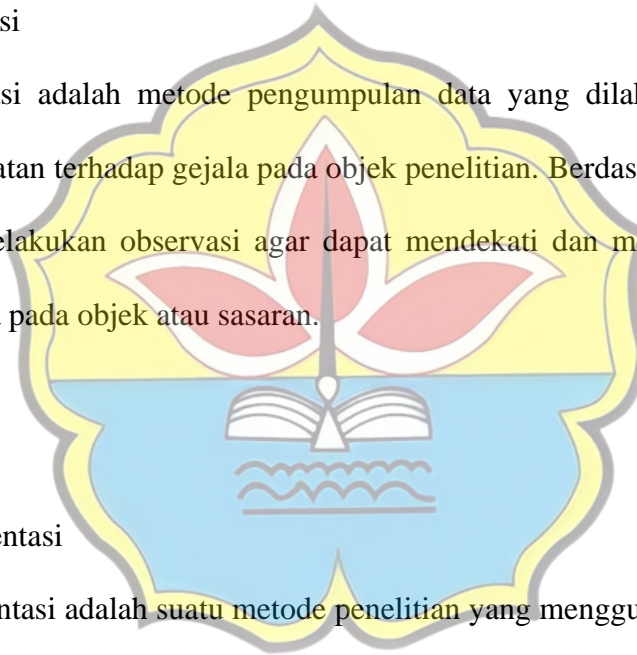 si
si adalah metode pengumpulan data yang dilal
atan terhadap gejala pada objek penelitian. Berdas
elakukan observasi agar dapat mendekati dan m
pada objek atau sasaran.
entasi
ntasi adalah suatu metode penelitian yang menggu